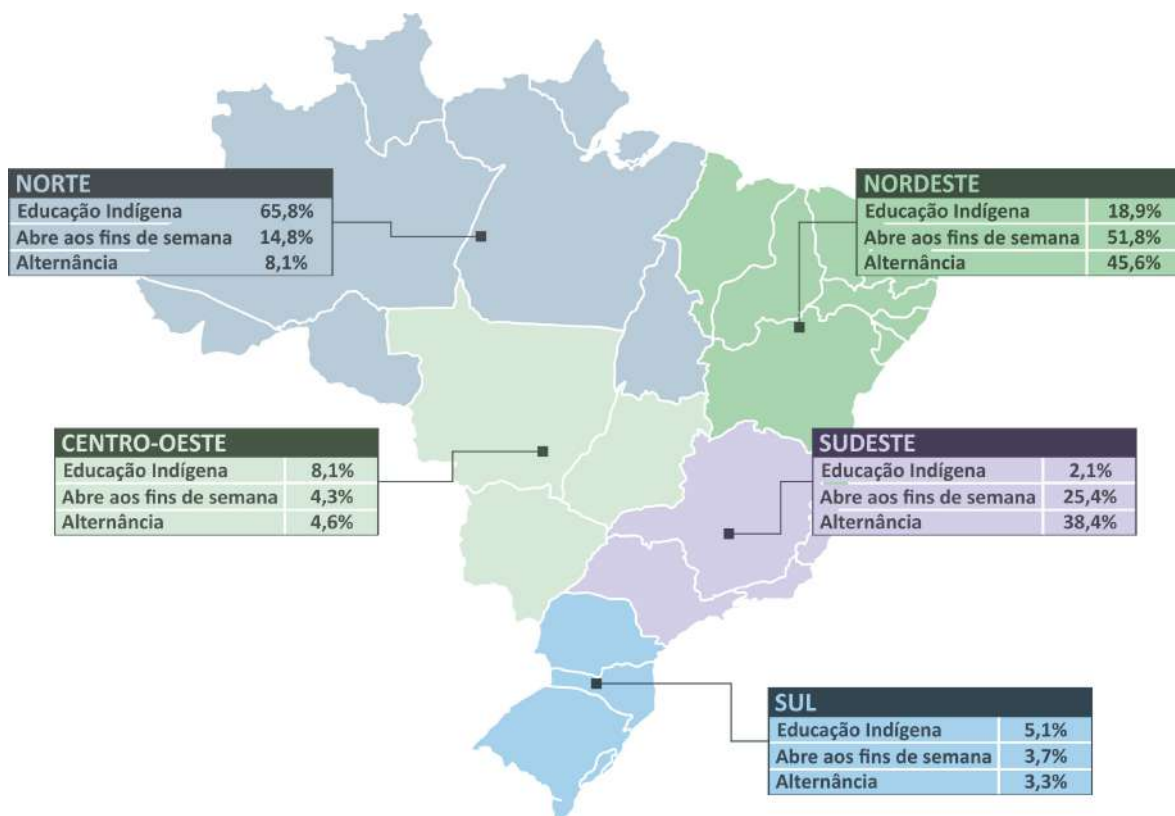 NORTE
Educação Indígena 65,8%
Abre aos fins de semana 14,8%
Alternância 8,1%
NORDESTE
Educação Indígena 18,9%
Abre aos fins de semana 51,8%
Alternância 45,6%
CENTRO-OESTE
Educação Indígena 8,1%
Abre aos fins de semana 4,3%
Alternância 4,6%
SUDESTE
Educação Indígena 2,1%
Abre aos fins de semana 25,4%
Alternância 38,4%
SUL
Educação Indígena 5,1%
Abre aos fins de semana 3,7%
Alternância 3,3%